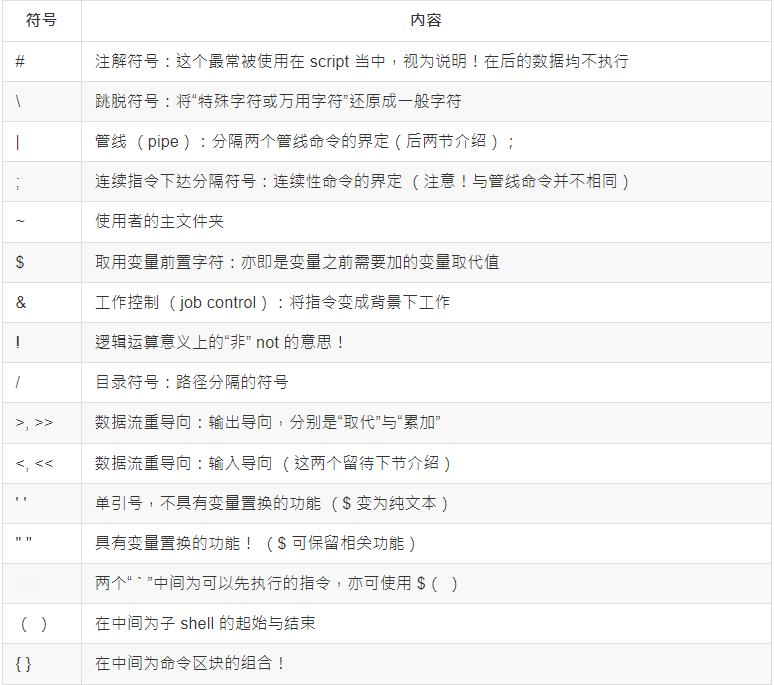 符号 内容
# 注解符号：这个最常被使用在 script 当中，视为说明！在后的数据均不执行
\ 跳脱符号：将“特殊字符或万用字符”还原成一般字符
| 管线 （pipe）：分隔两个管线命令的界定（后两节介绍）；
; 连续指令下达分隔符号：连续性命令的界定 （注意！与管线命令并不相同）
~ 使用者的主文件夹
$ 取用变量前置字符：亦即是变量之前需要加的变量取代值
& 工作控制 （job control）：将指令变成背景下工作
! 逻辑运算意义上的“非” not 的意思！
/ 目录符号：路径分隔的符号
>, >> 数据流重导向：输出导向，分别是“取代”与“累加”
<, << 数据流重导向：输入导向 （这两个留待下节介绍）
' ' 单引号，不具有变量置换的功能 （$ 变为纯文本）
" " 具有变量置换的功能！ （$ 可保留相关功能）
两个“ ` ”中间为可以先执行的指令，亦可使用 $（ ）
（ ） 在中间为子 shell 的起始与结束
{ } 在中间为命令区块的组合！